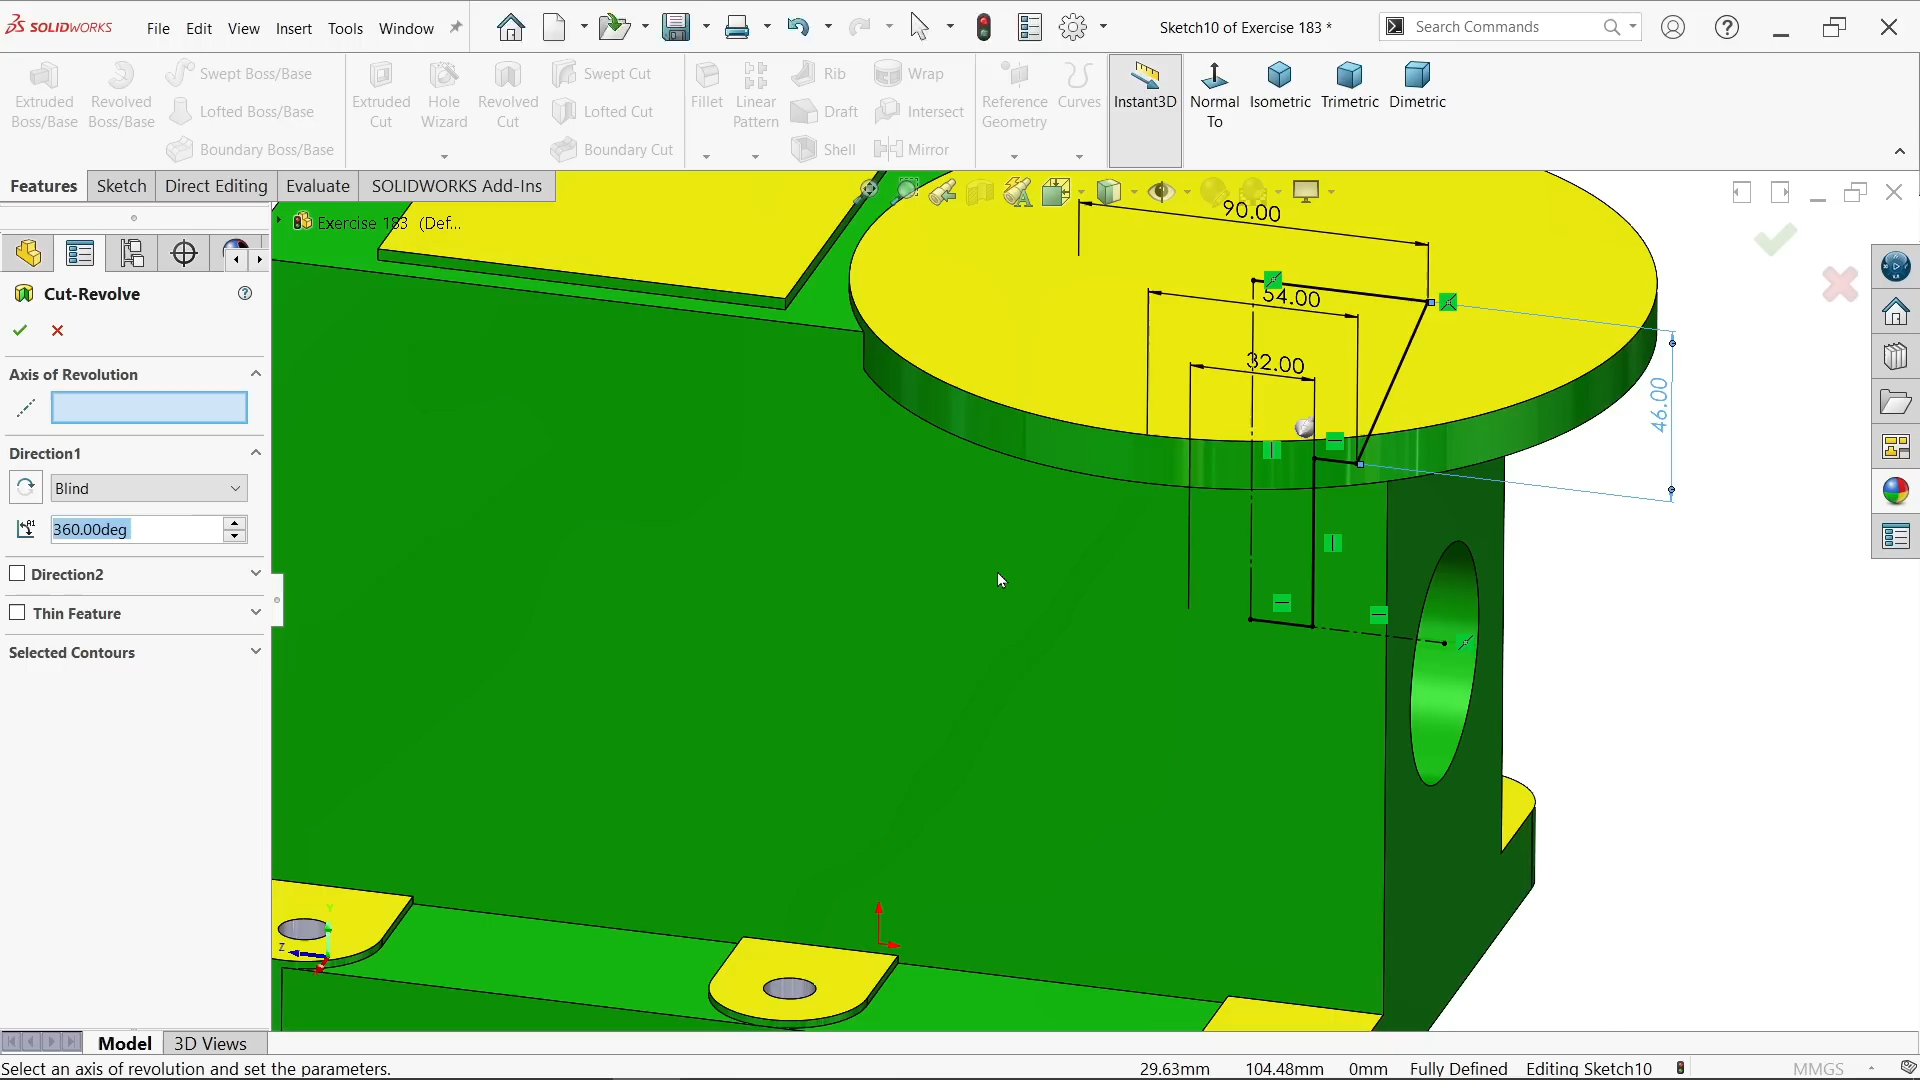 SOLIDWORKS
File Edit View Insert Tools Window
Sketch10 of Exercise 183 *
Search Commands
Extruded Boss/Base
Revolved Boss/Base
Swept Boss/Base
Lofted Boss/Base
Boundary Boss/Base
Extruded Cut
Hole Wizard
Revolved Cut
Swept Cut
Lofted Cut
Boundary Cut
Fillet
Linear Pattern
Rib
Draft
Shell
Wrap
Intersect
Mirror
Reference Geometry
Curves
Instant3D
Normal To
Isometric
Trimetric
Dimetric
Features Sketch Direct Editing Evaluate SOLIDWORKS Add-Ins
Exercise 183 (Def...
Cut-Revolve
Axis of Revolution
Direction1
Blind
360.00deg
Direction2
Thin Feature
Selected Contours
90.00
54.00
32.00
46.00
Y
Z
Model 3D Views
Select an axis of revolution and set the parameters.
29.63mm 104.48mm 0mm Fully Defined Editing Sketch10 MMGS